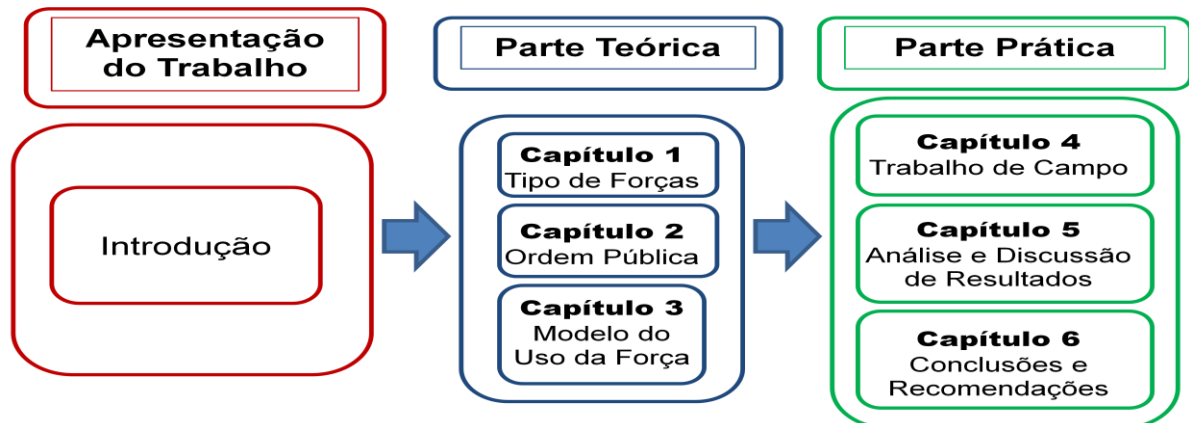 Apresentação
do Trabalho
Introdução
Parte Teórica
Capítulo 1
Tipo de Forças
Capítulo 2
Ordem Pública
Capítulo 3
Modelo do
Uso da Força
Parte Prática
Capítulo 4
Trabalho de Campo
Capítulo 5
Análise e Discussão
de Resultados
Capítulo 6
Conclusões e
Recomendações